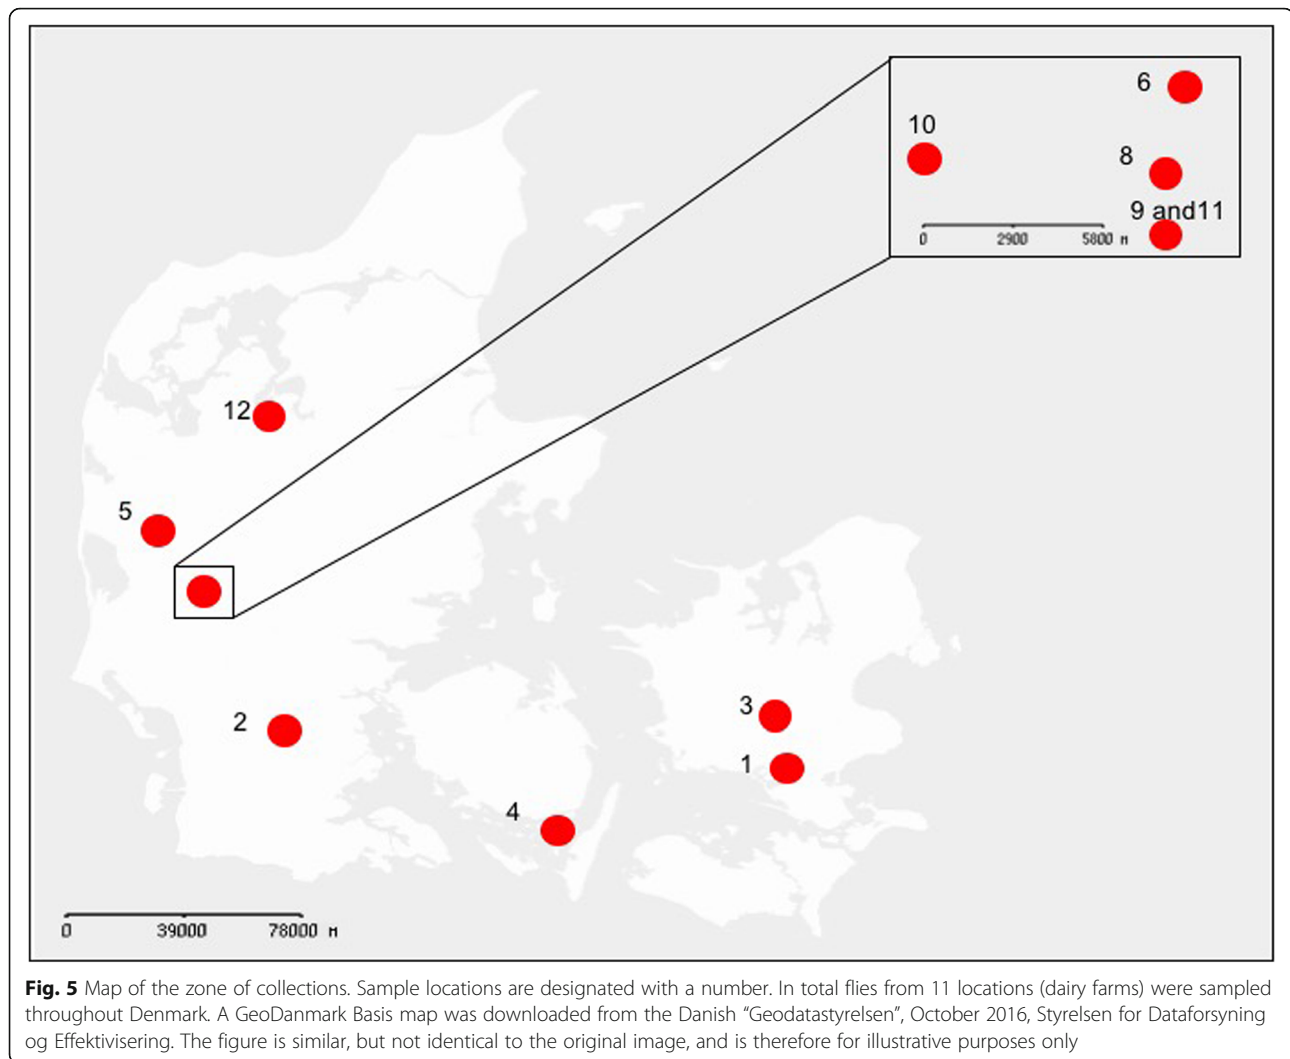 6
10
8
9 and11
0 2900 5800 M
12
5
3
2
1
4
0 39000 78000 M
Fig. 5 Map of the zone of collections. Sample locations are designated with a number. In total flies from 11 locations (dairy farms) were sampled
throughout Denmark. A GeoDanmark Basis map was downloaded from the Danish “Geodatastyrelsen”, October 2016, Styrelsen for Dataforsyning
og Effektivisering. The figure is similar, but not identical to the original image, and is therefore for illustrative purposes only